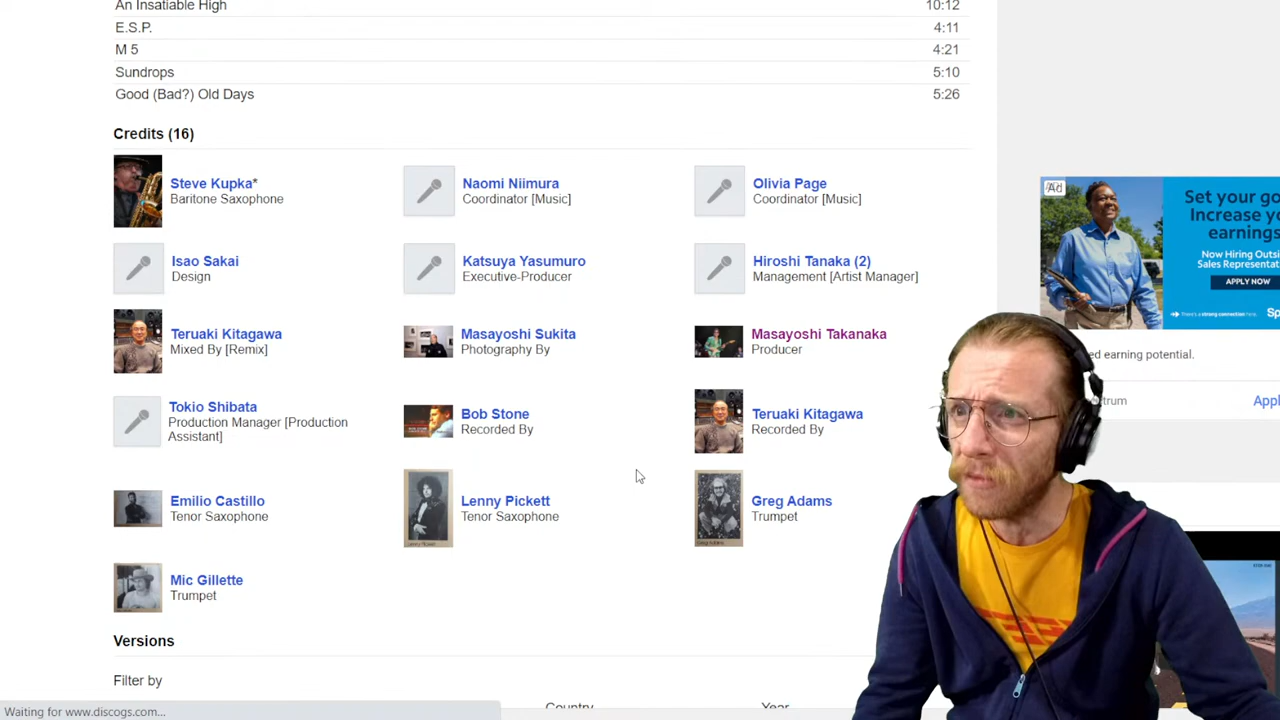 An Insatiable High 10:12
E.S.P. 4:11
M 5 4:21
Sundrops 5:10
Good (Bad?) Old Days 5:26
Credits (16)
Steve Kupka*
Baritone Saxophone
Naomi Niimura
Coordinator [Music]
Olivia Page
Coordinator [Music]
Isao Sakai
Design
Katsuya Yasumuro
Executive-Producer
Hiroshi Tanaka (2)
Management [Artist Manager]
Teruaki Kitagawa
Mixed By [Remix]
Masayoshi Sukita
Photography By
Masayoshi Takanaka
Producer
Tokio Shibata
Production Manager [Production
Assistant]
Bob Stone
Recorded By
Teruaki Kitagawa
Recorded By
Emilio Castillo
Tenor Saxophone
Lenny Pickett
Tenor Saxophone
Greg Adams
Trumpet
Mic Gillette
Trumpet
Versions
Filter by
Country Year
Waiting for www.discogs.com...
Ad
Set your go
Increase yo
earnings
Now Hiring Outsi
Sales Representat
APPLY NOW
Sp
ed earning potential.
trum
Appl